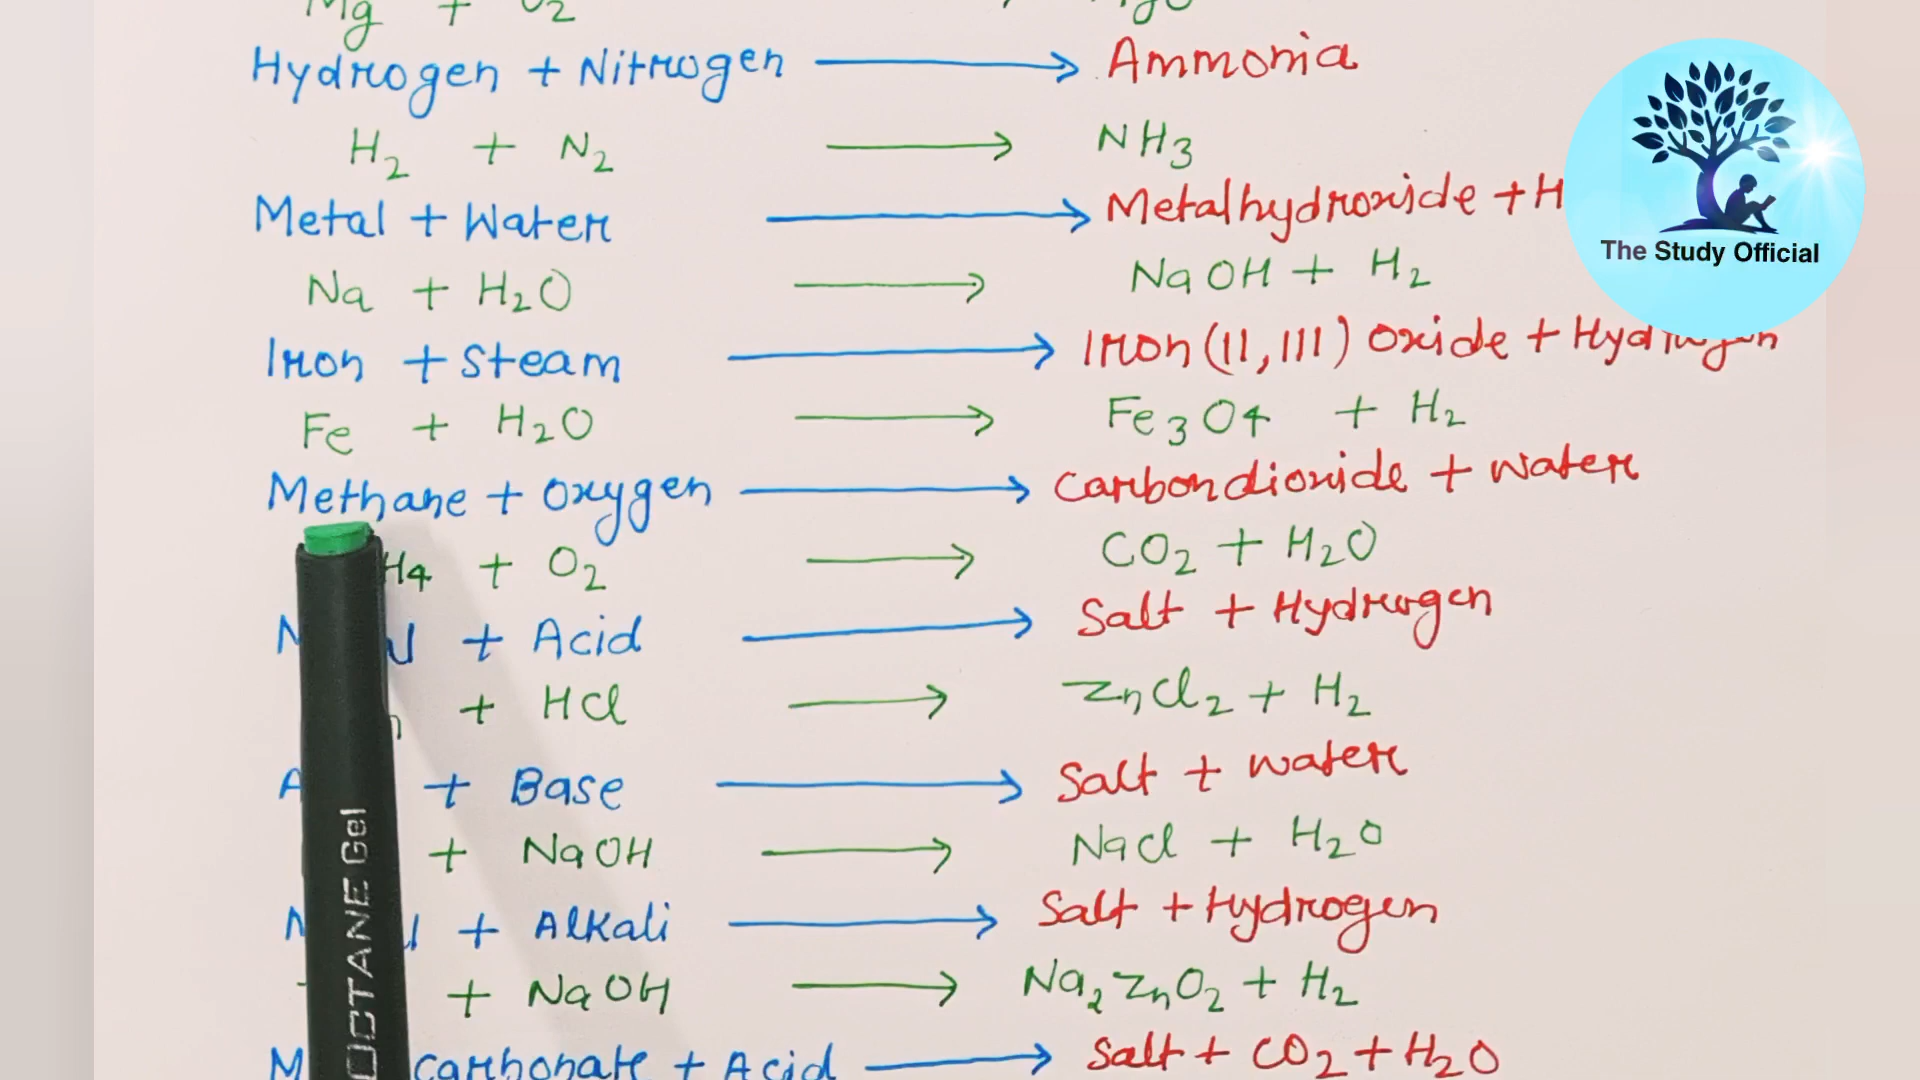 Mg + O2 MgO
Hydrogen + Nitrogen → Ammonia
H2 + N2 → NH3
Metal + Water → Metalhydroxide + H
Na + H2O → NaOH + H2
Iron + Steam → Iron (II, III) Oxide + Hydrogen
Fe + H2O → Fe3O4 + H2
Methane + Oxygen → Carbondioxide + Water
H4 + O2 → CO2 + H2O
+ Acid → Salt + Hydrogen
+ HCl → ZnCl2 + H2
+ Base → Salt + Water
+ NaOH → NaCl + H2O
+ Alkali → Salt + Hydrogen
+ NaOH → Na2ZnO2 + H2
carbonate + Acid → Salt + CO2 + H2O
The Study Official
OCTANE Gel